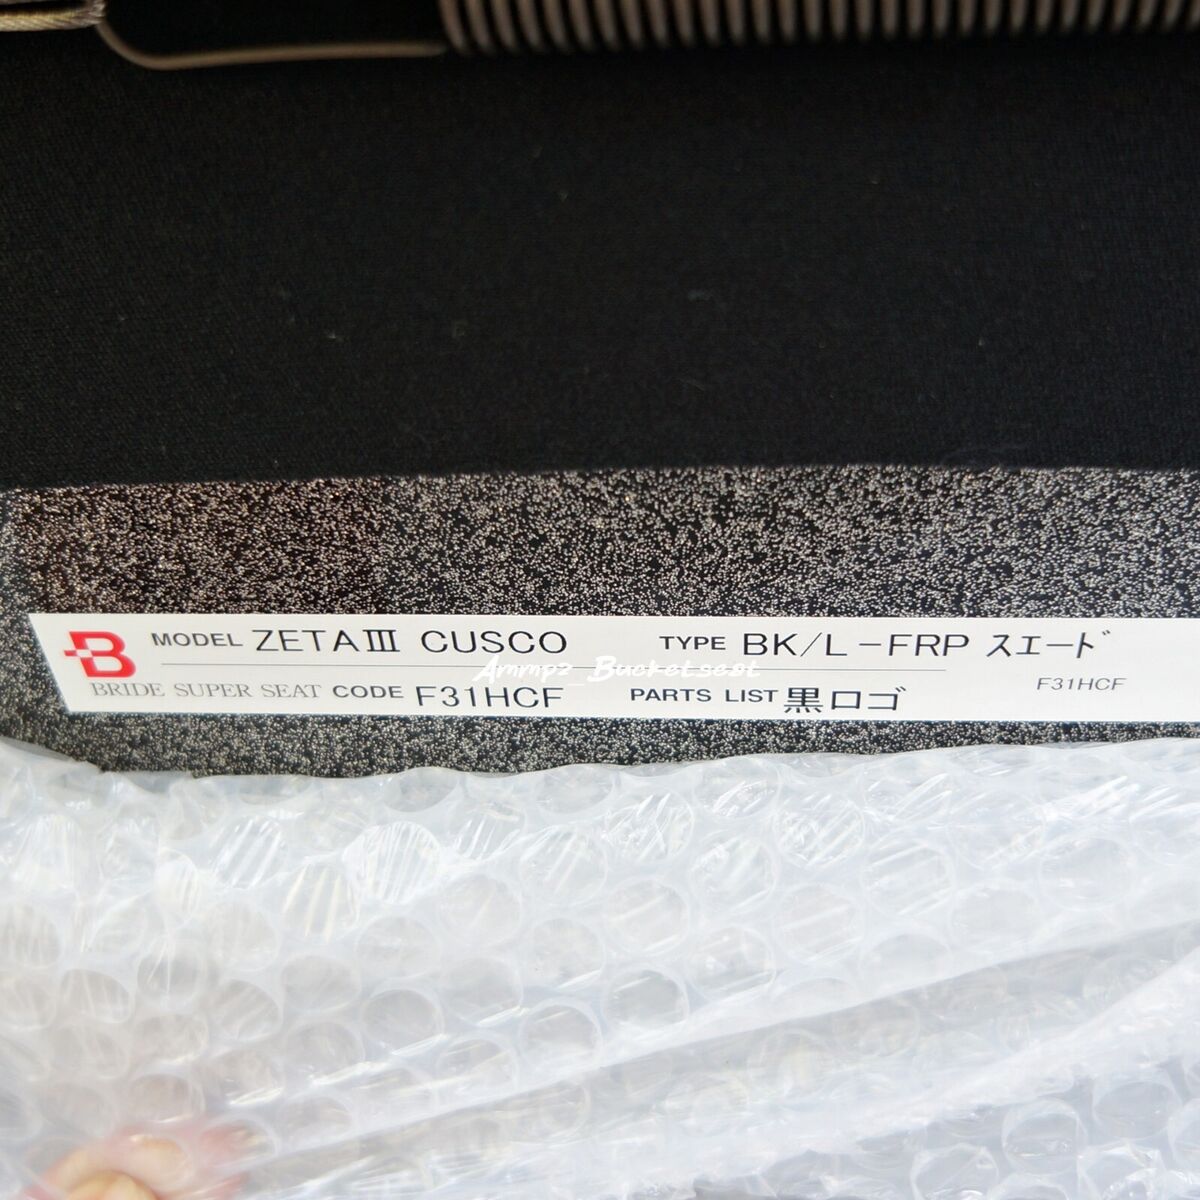 B MODEL ZETAⅢ CUSCO TYPE BK/L-FRP スエード
Ammpz_Bucketseat
F31HCF
BRIDE SUPER SEAT CODE F31HCF PARTS LIST 黒ロゴ